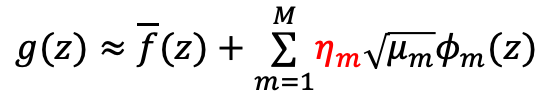 g(z) ≈ f̅(z) + ∑_{m=1}^{M} η_m √μ_m ϕ_m(z)